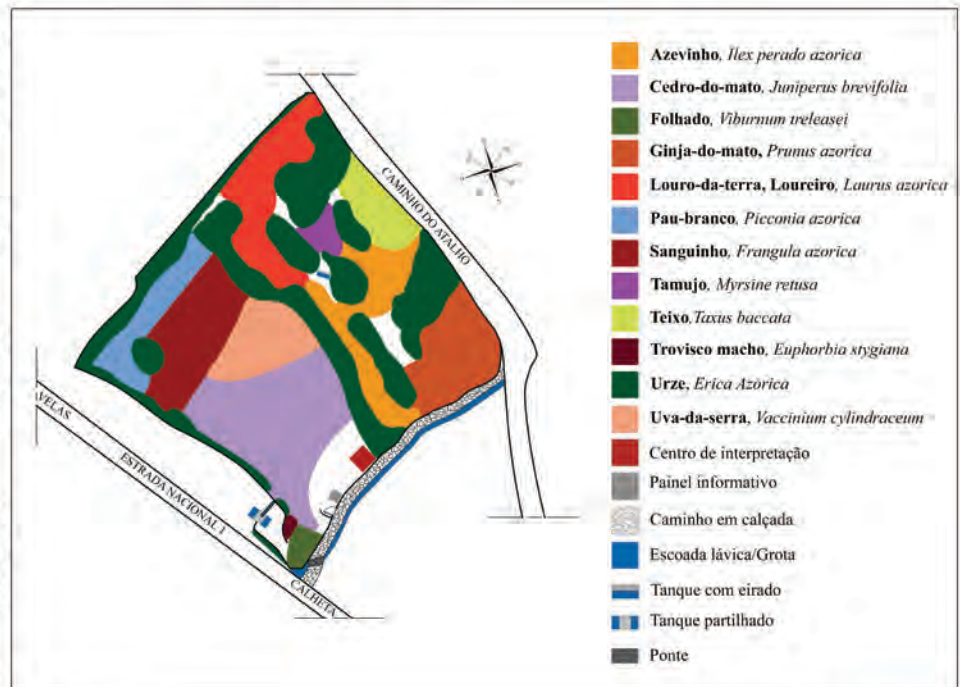 Azevinho, Ilex perado azorica
Cedro-do-mato, Juniperus brevifolia
Folhado, Viburnum treleasei
Ginja-do-mato, Prunus azorica
Louro-da-terra, Loureiro, Laurus azorica
Pau-branco, Picconia azorica
Sanguinho, Frangula azorica
Tamujo, Myrsine retusa
Teixo,Taxus baccata
Trovisco macho, Euphorbia stygiana
Urze, Erica Azorica
Uva-da-serra, Vaccinium cylindraceum
Centro de interpretação
Painel informativo
Caminho em calçada
Escoada lávica/Grota
Tanque com eirado
Tanque partilhado
Ponte
CAMINHO DO ATALHO
VELAS
ESTRADA NACIONAL 1
CALHETA